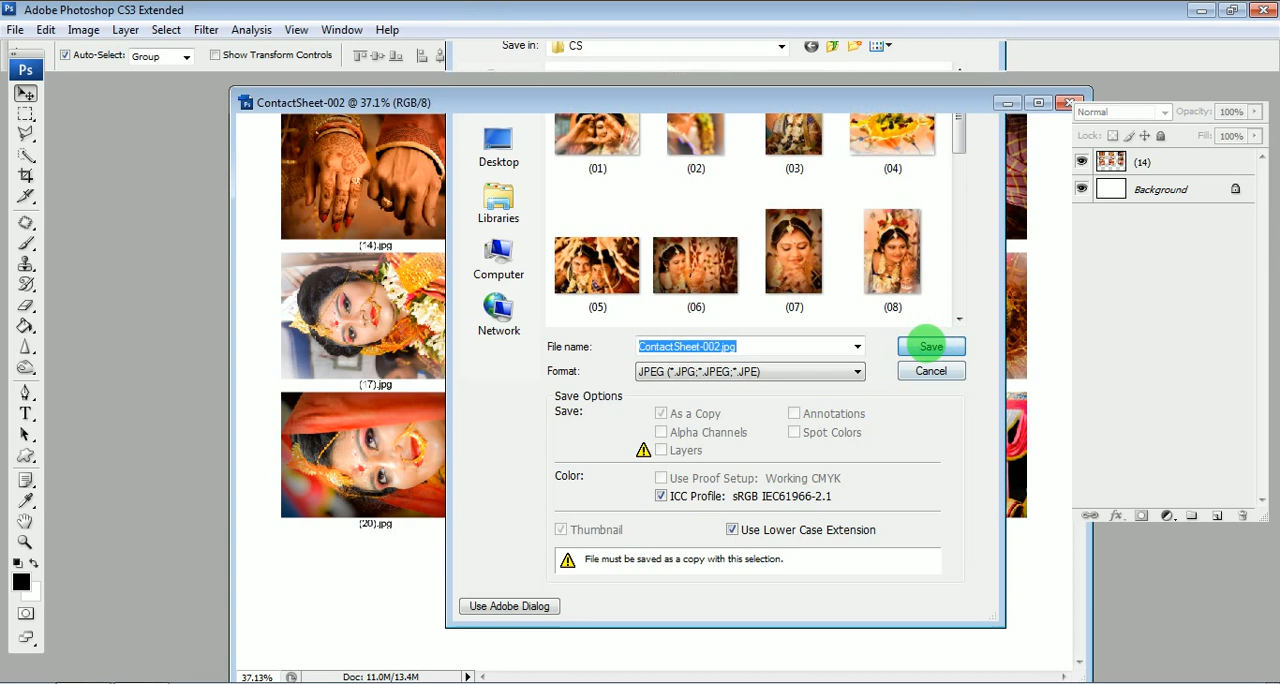 Adobe Photoshop CS3 Extended
File Edit Image Layer Select Filter Analysis View Window Help
Auto-Select: Group Show Transform Controls
Save in: CS
Ps
ContactSheet-002 @ 37.1% (RGB/8)
Normal Opacity: 100%
Lock: Fill: 100%
(14)
Background
Desktop
Libraries
Computer
Network
(01) (02) (03) (04)
(05) (06) (07) (08)
(14).jpg
(17).jpg
(20).jpg
File name: ContactSheet-002.jpg Save
Format: JPEG (*.JPG;*.JPEG;*.JPE) Cancel
Save Options
Save: As a Copy Annotations
Alpha Channels Spot Colors
Layers
Color: Use Proof Setup: Working CMYK
ICC Profile: sRGB IEC61966-2.1
Thumbnail Use Lower Case Extension
File must be saved as a copy with this selection.
Use Adobe Dialog
37.13% Doc: 11.0M/13.4M